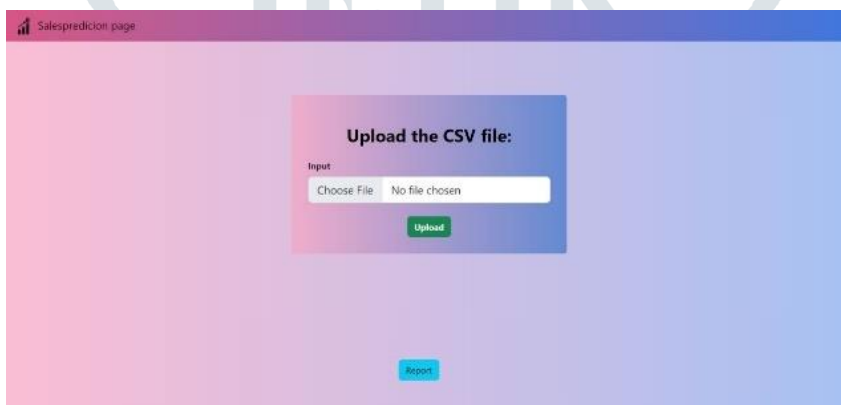 Salespredicion page
Upload the CSV file:
Input
Choose File No file chosen
Upload
Report